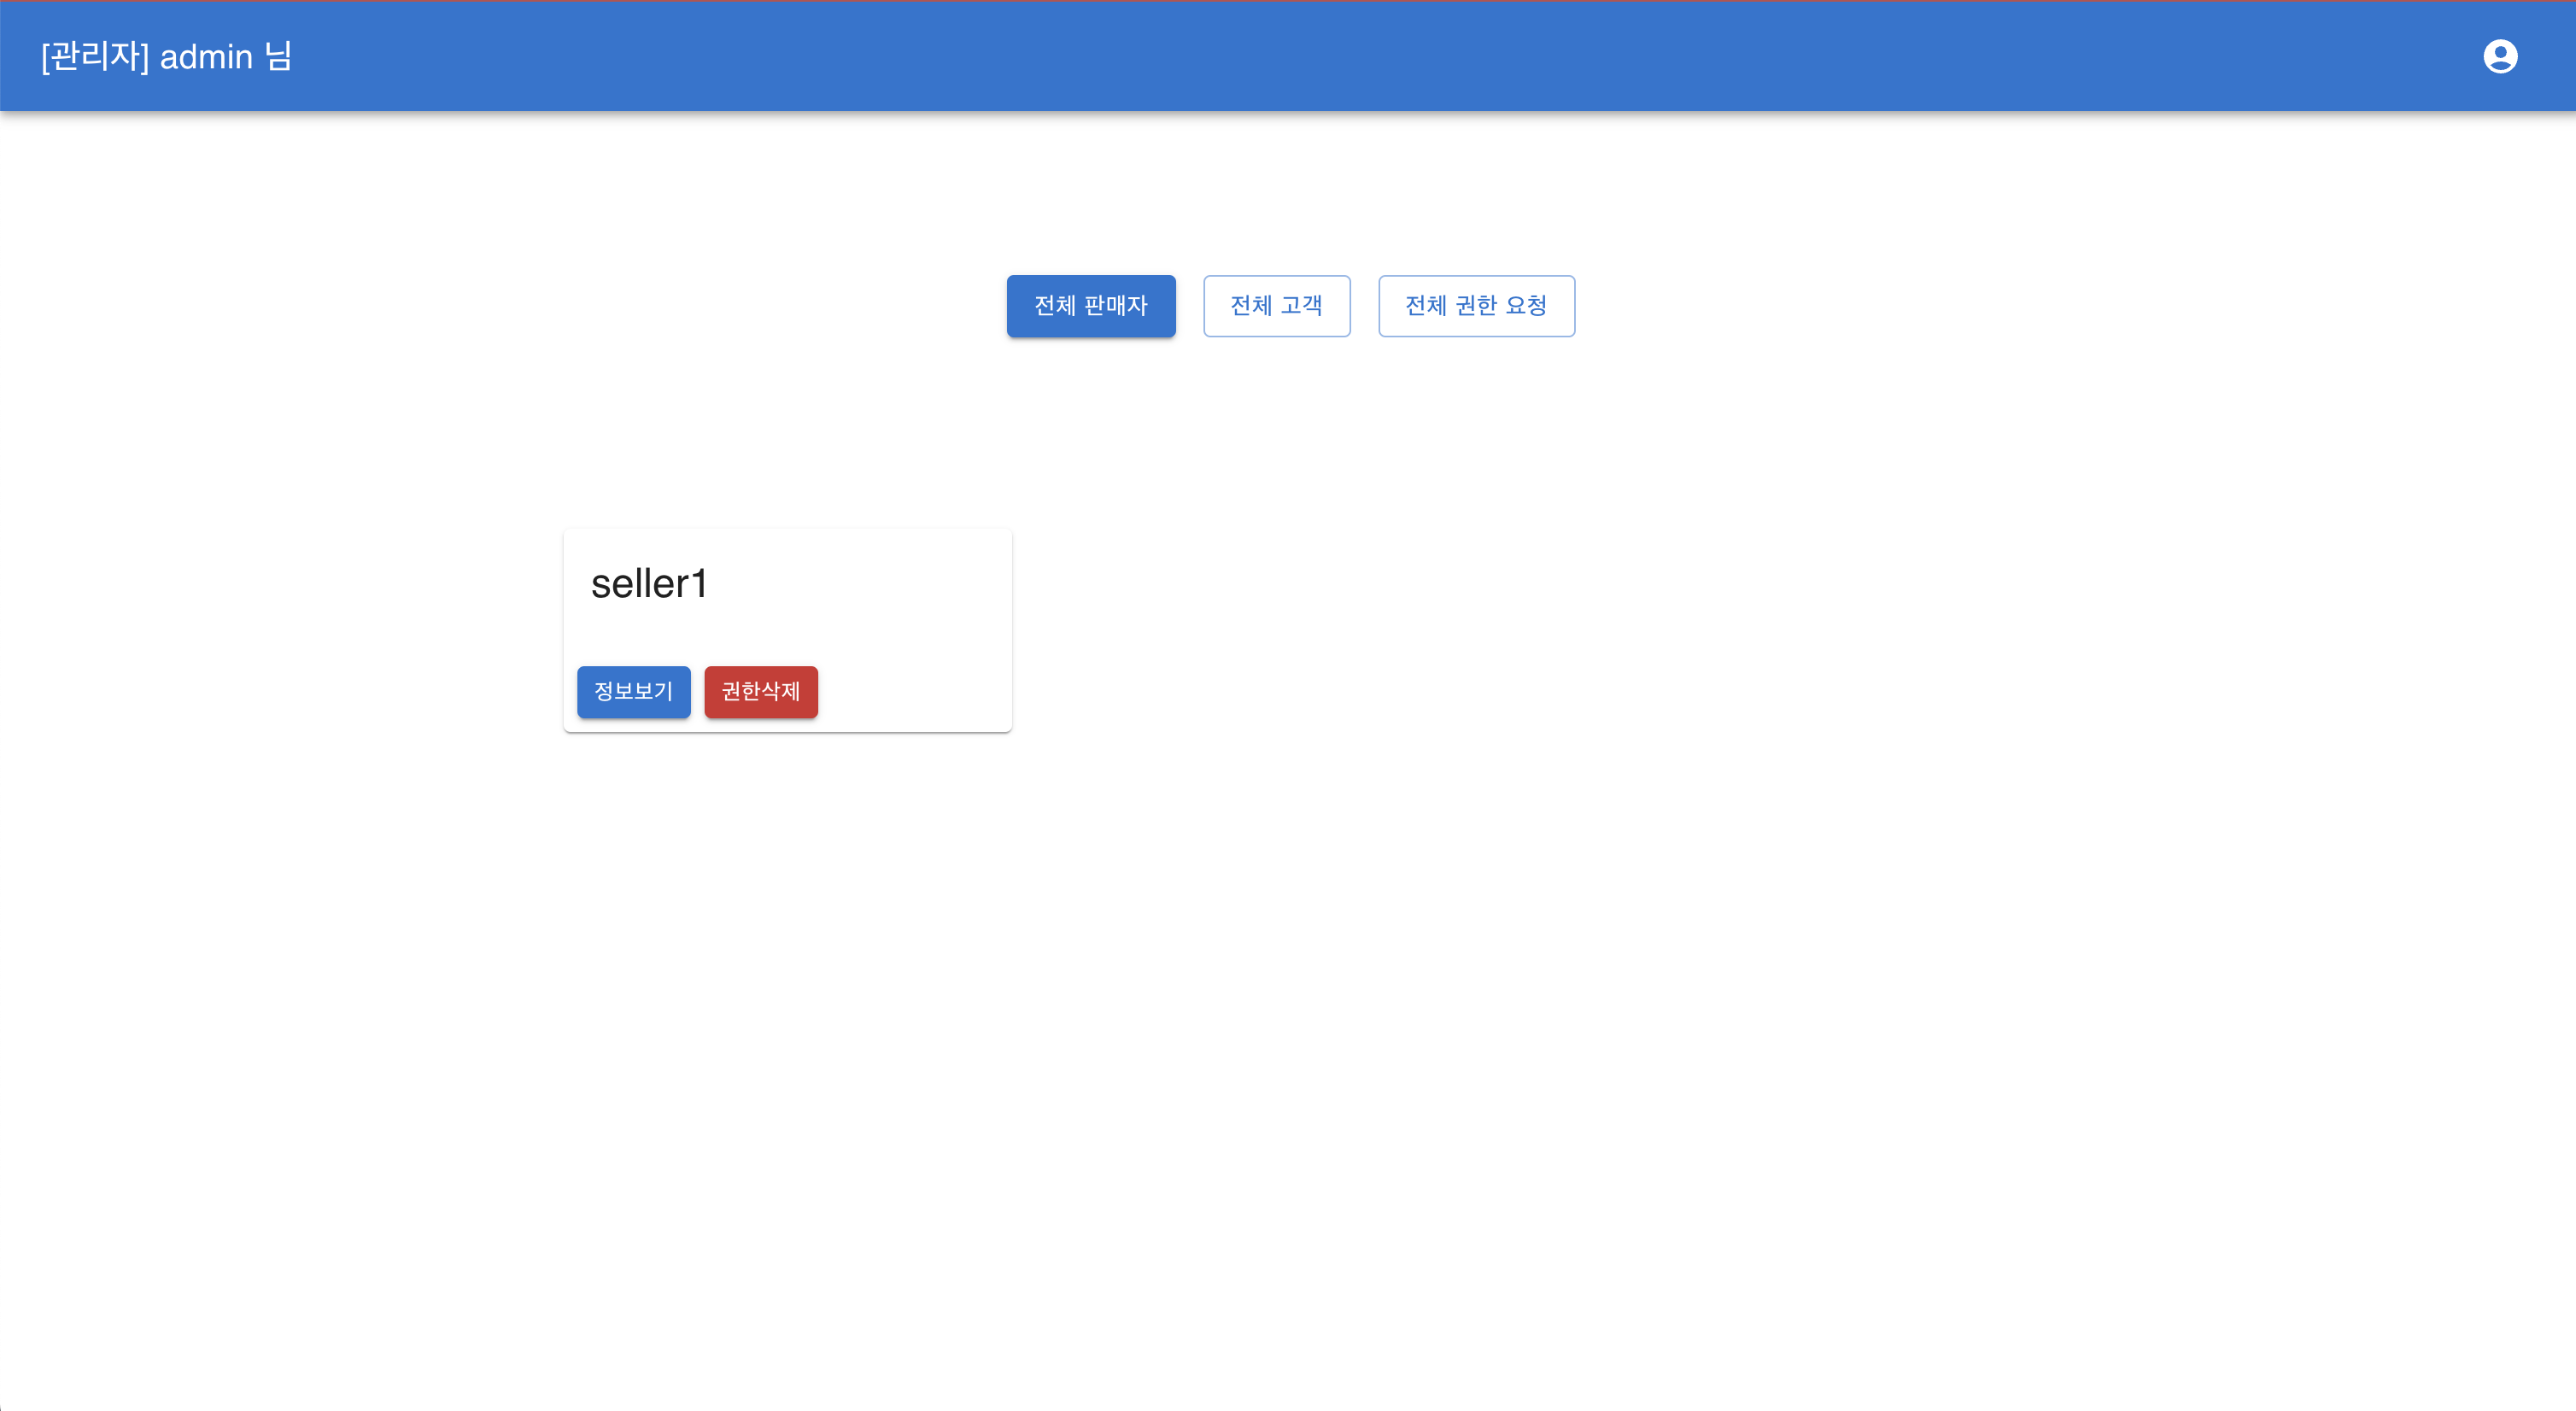 [관리자] admin 님
전체 판매자 전체 고객 전체 권한 요청
seller1
정보보기 권한삭제